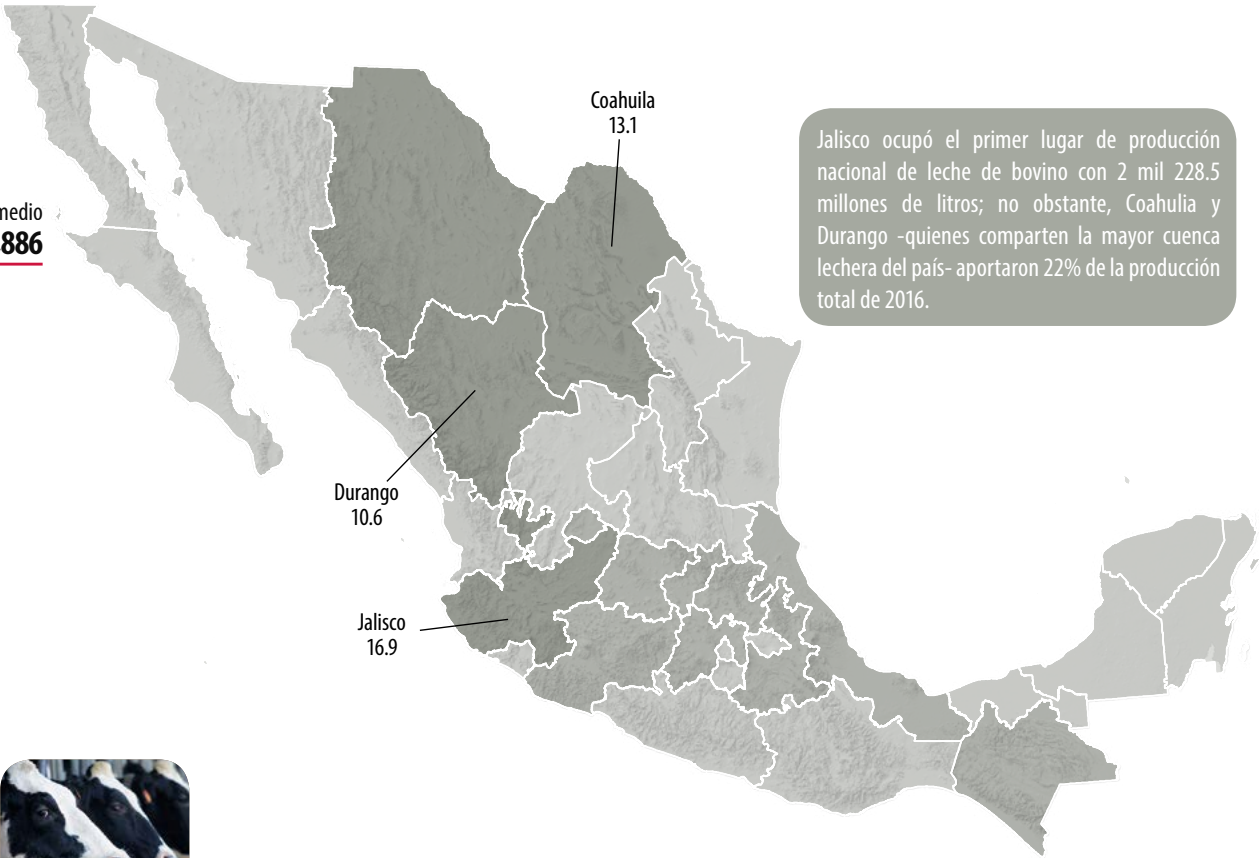 Coahuila
13.1
Jalisco ocupó el primer lugar de producción
nacional de leche de bovino con 2 mil 228.5
millones de litros; no obstante, Coahulia y
Durango -quienes comparten la mayor cuenca
lechera del país- aportaron 22% de la producción
total de 2016.
medio
886
Durango
10.6
Jalisco
16.9